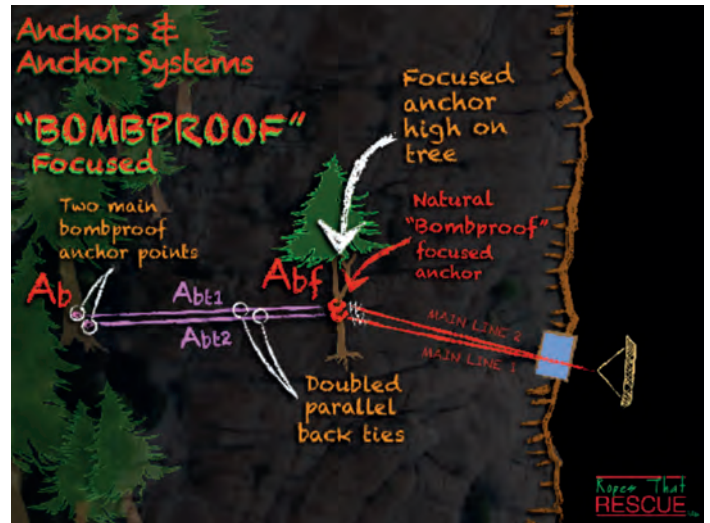 Anchors &
Anchor Systems
"BOMBPROOF"
Focused
Two main
bombproof
anchor points
Focused
anchor
high on
tree
Natural
"Bombproof"
focused
anchor
Ab
Abt1
Abt2
Abf
MAIN LINE 2
MAIN LINE 1
Doubled
parallel
back ties
Ropes That
RESCUE